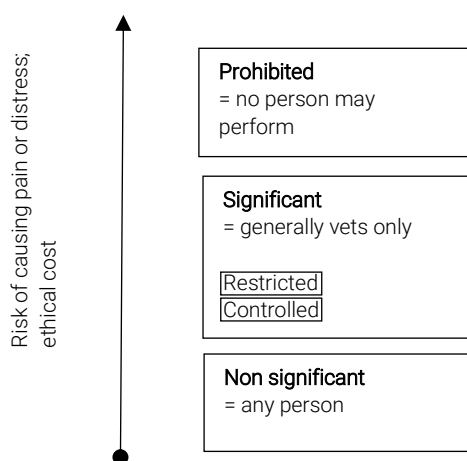 Risk of causing pain or distress;
ethical cost
Prohibited
= no person may
perform
Significant
= generally vets only
Restricted
Controlled
Non significant
= any person